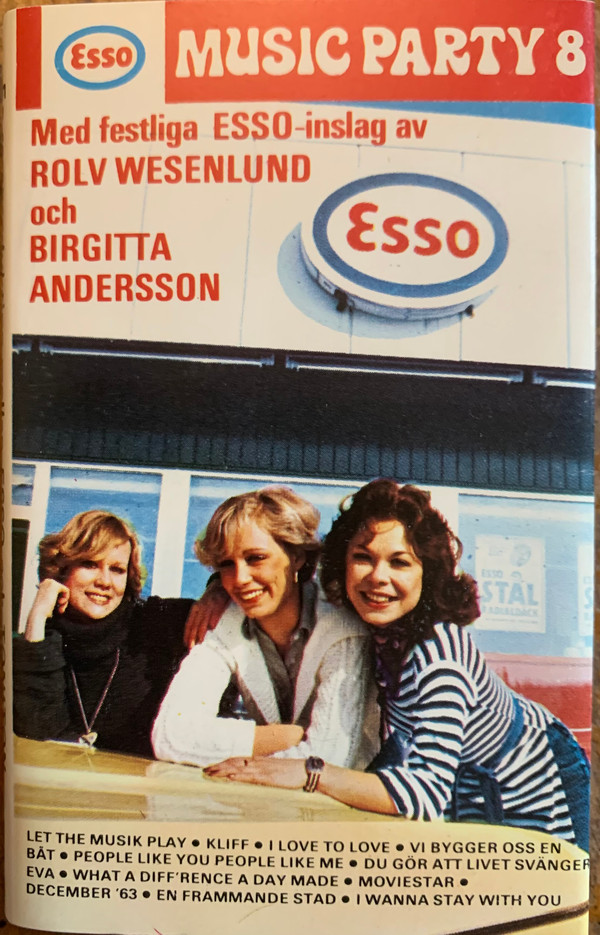 Esso
MUSIC PARTY 8
Med festliga ESSO-inslag av
ROLV WESENLUND
och
BIRGITTA
ANDERSSON
Esso
ESSO
STÅL
RADIALDÄCK
LET THE MUSIK PLAY • KLIFF • I LOVE TO LOVE • VI BYGGER OSS EN
BÅT • PEOPLE LIKE YOU PEOPLE LIKE ME • DU GÖR ATT LIVET SVÄNGER
EVA • WHAT A DIFF'RENCE A DAY MADE • MOVIESTAR •
DECEMBER '63 • EN FRAMMANDE STAD • I WANNA STAY WITH YOU